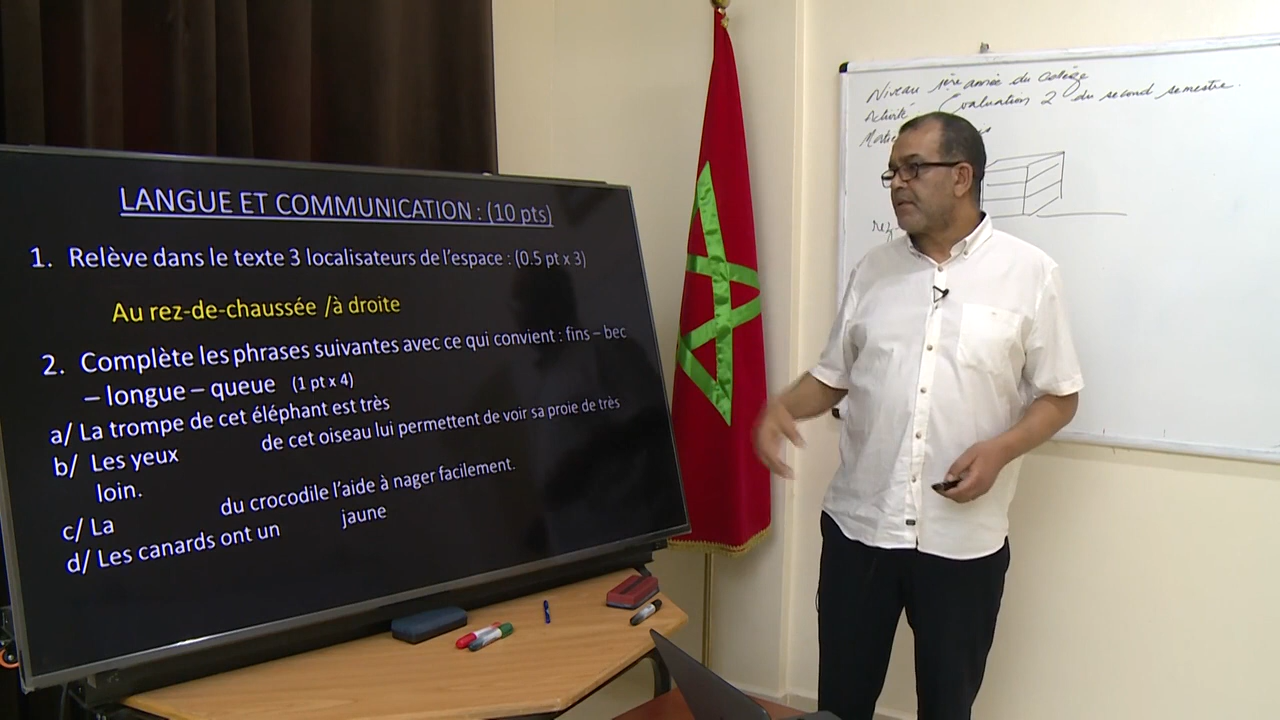 LANGUE ET COMMUNICATION : (10 pts)
1. Relève dans le texte 3 localisateurs de l'espace : (0.5 pt x 3)
Au rez-de-chaussée /à droite
2. Complète les phrases suivantes avec ce qui convient : fins – bec
– longue – queue (1 pt x 4)
a/ La trompe de cet éléphant est très
b/ Les yeux de cet oiseau lui permettent de voir sa proie de très
loin.
c/ La du crocodile l'aide à nager facilement.
d/ Les canards ont un jaune
Niveau 1ère année du collège
Activité Evaluation 2 du second semestre.
rez-